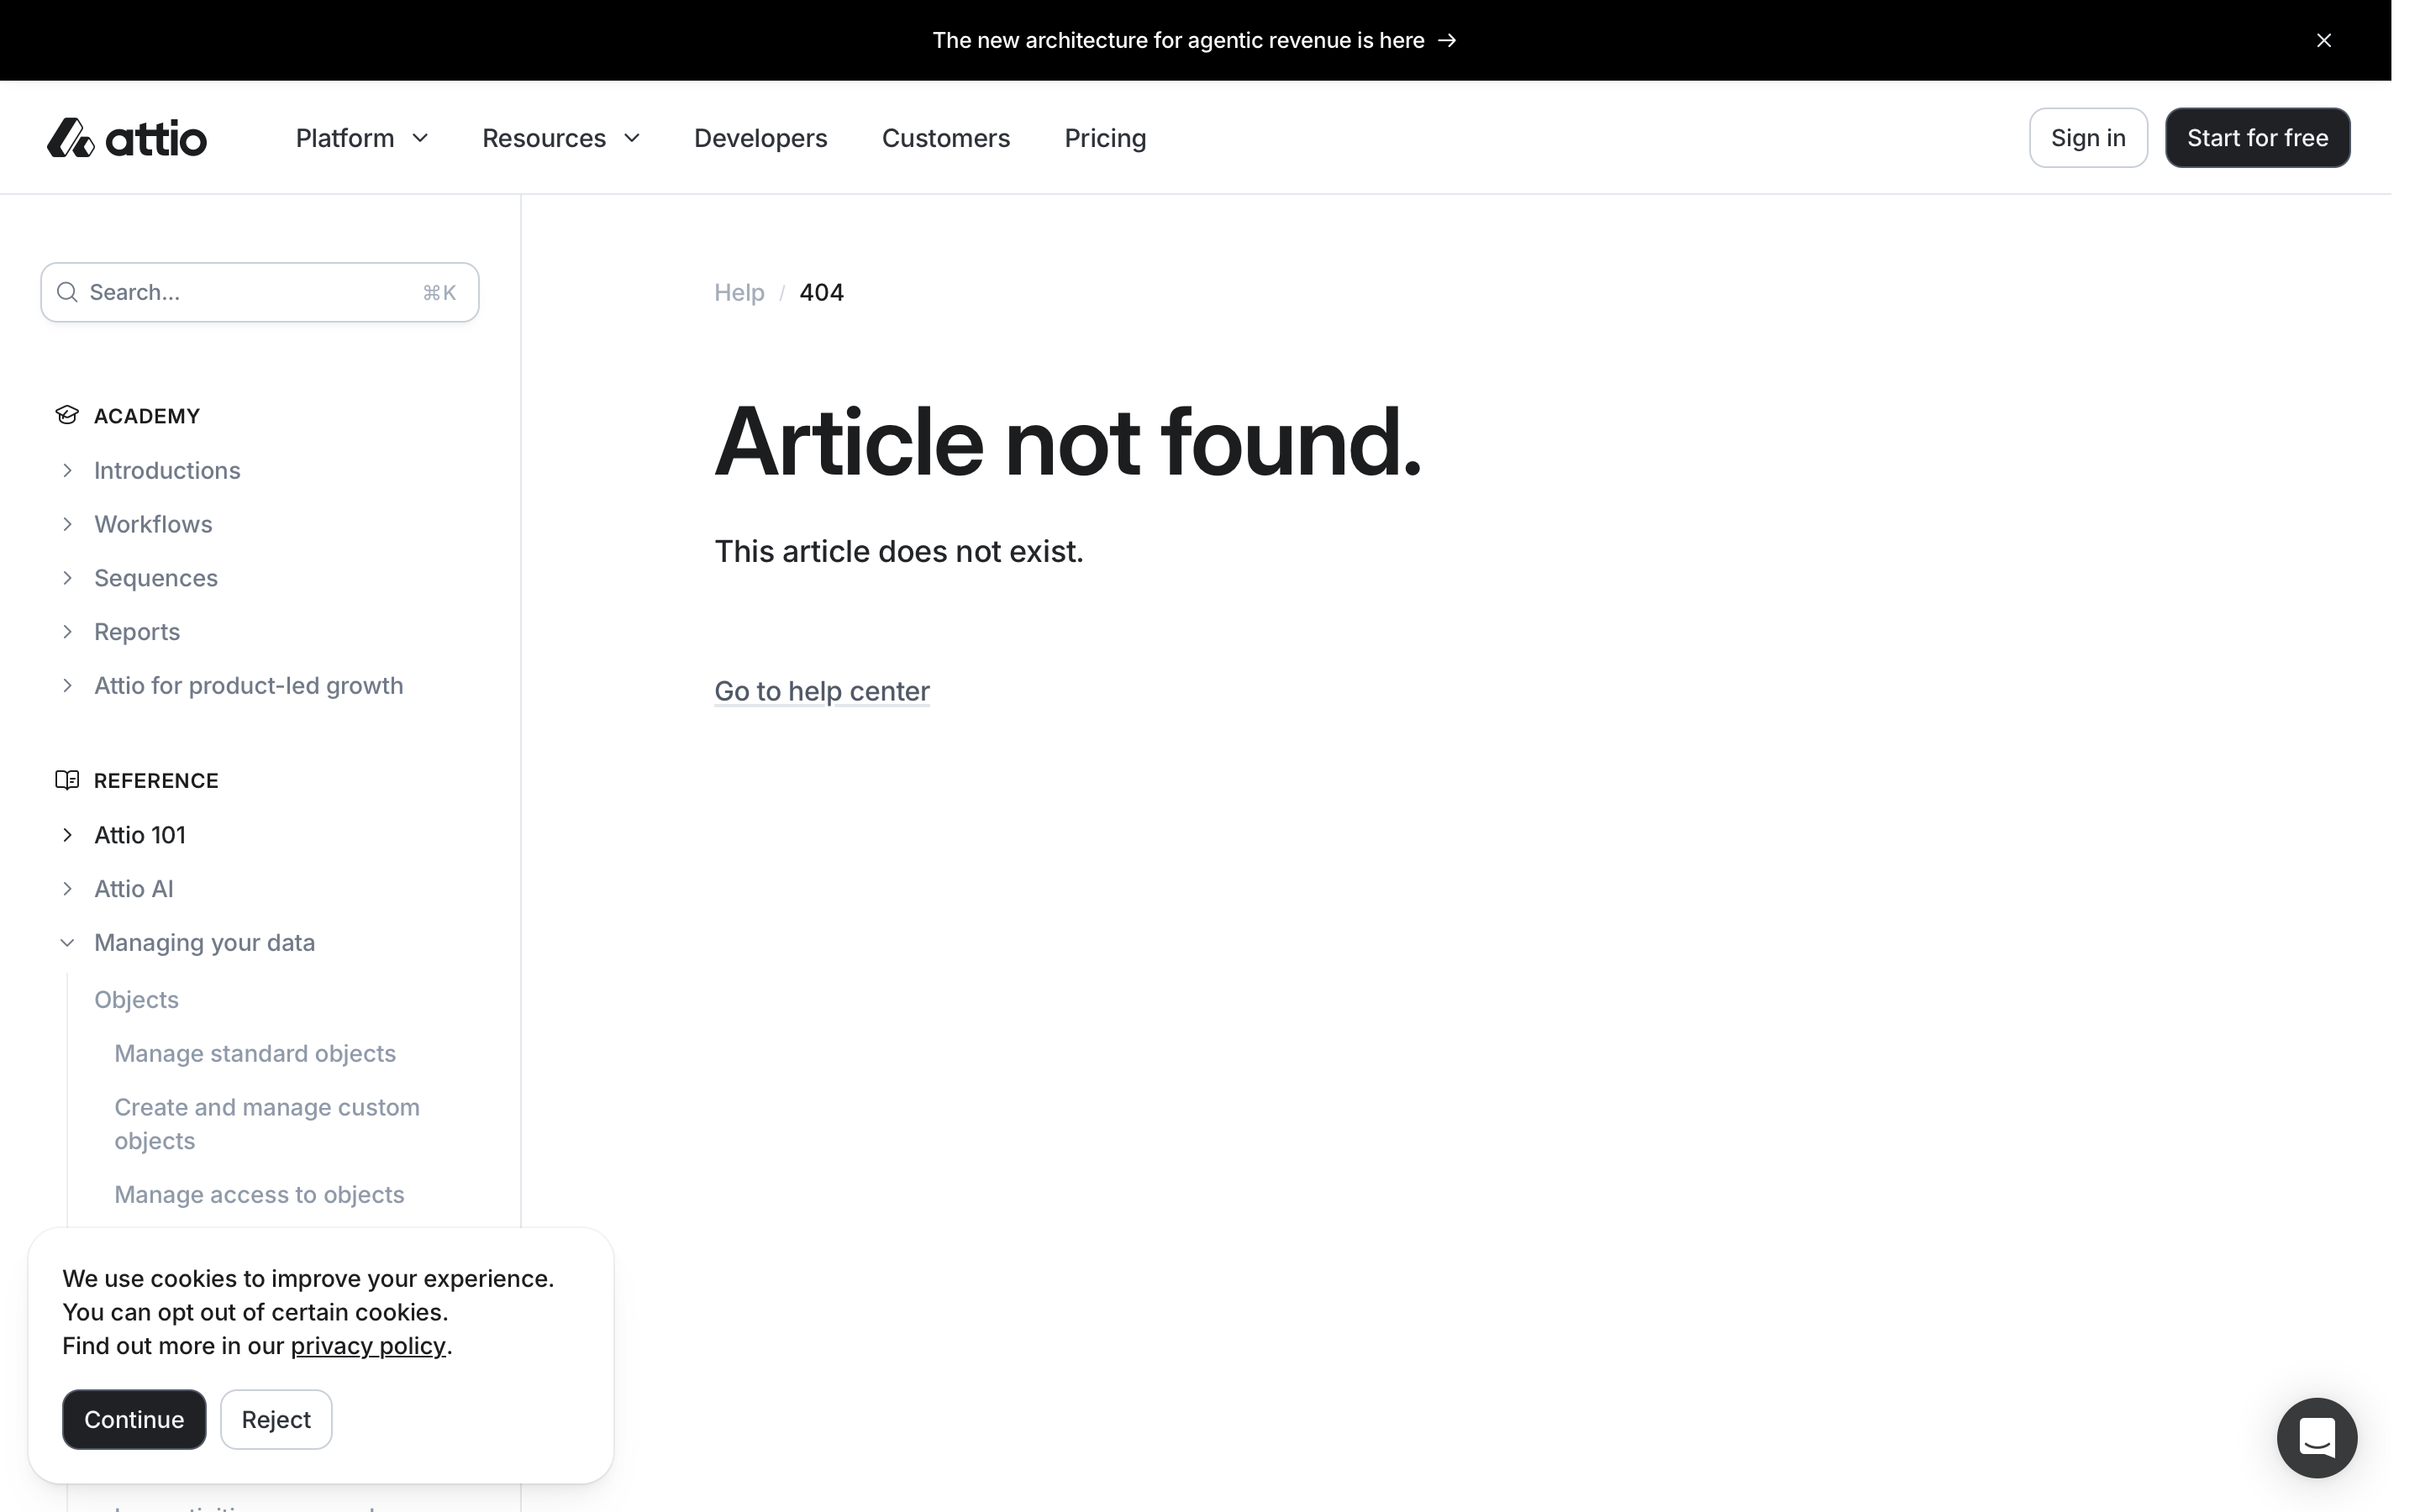 The new architecture for agentic revenue is here →
attio
Platform
Resources
Developers
Customers
Pricing
Sign in
Start for free
Search...
⌘K
ACADEMY
Introductions
Workflows
Sequences
Reports
Attio for product-led growth
REFERENCE
Attio 101
Attio AI
Managing your data
Objects
Manage standard objects
Create and manage custom
objects
Manage access to objects
Help / 404
Article not found.
This article does not exist.
Go to help center
We use cookies to improve your experience.
You can opt out of certain cookies.
Find out more in our privacy policy.
Continue
Reject